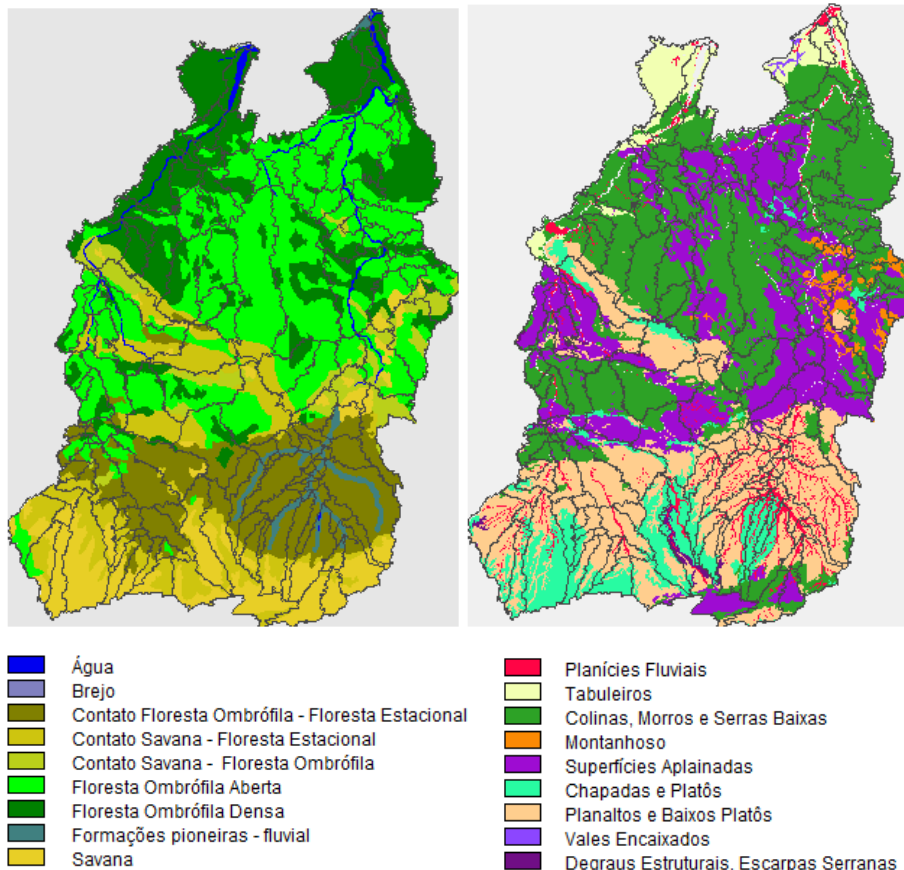 Água
Brejo
Contato Floresta Ombrófila - Floresta Estacional
Contato Savana - Floresta Estacional
Contato Savana -  Floresta Ombrófila
Floresta Ombrófila Aberta
Floresta Ombrófila Densa
Formações pioneiras - fluvial
Savana
Planícies Fluviais
Tabuleiros
Colinas, Morros e Serras Baixas
Montanhoso
Superfícies Aplainadas
Chapadas e Platôs
Planaltos e Baixos Platôs
Vales Encaixados
Degraus Estruturais, Escarpas Serranas